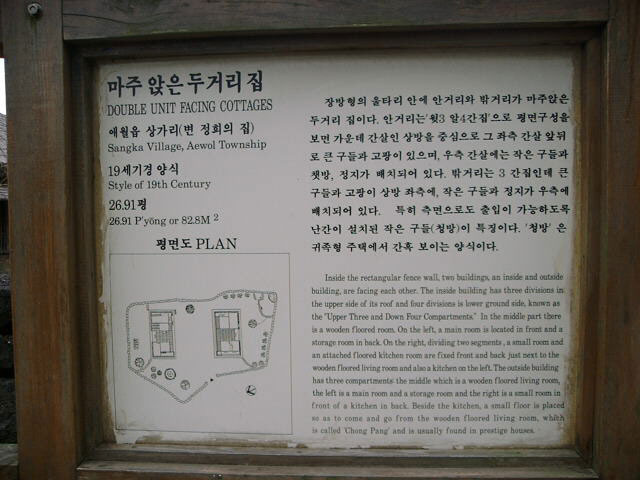 마주 앉은 두거리 집
DOUBLE UNIT FACING COTTAGES
애월읍 상가리(변 정희의 집)
Sangka Village, Aewol Township
19세기경 양식
Style of 19th Century
26.91평
26.91 P'yŏng or 82.8M 2
평면도 PLAN
장방형의 울타리 안에 안거리와 밖거리가 마주앉은
두거리 집이다. 안거리는 '윗3 알4간집'으로 평면구성을
보면 가운데 간살인 상방을 중심으로 그 좌측 간살 앞뒤
로 큰 구들과 고팡이 있으며, 우측 간살에는 작은 구들과
챗방, 정지가 배치되어 있다. 밖거리는 3 간집인데 큰
구들과 고팡이 상방 좌측에, 작은 구들과 정지가 우측에
배치되어 있다. 특히 측면으로도 출입이 가능하도록
난간이 설치된 작은 구들(청방)이 특징이다. '청방' 은
귀족형 주택에서 간혹 보이는 양식이다.
Inside the rectangular fence wall, two buildings, an inside and outside
building, are facing each other. The inside building has three divisions in
the upper side of its roof and four divisions is lower ground side, known as
the "Upper Three and Down Four Compartments." In the middle part there
is a wooden floored room. On the left, a main room is located in front and a
storage room in back. On the right, dividing two segments , a small room and
an attached floored kitchen room are fixed front and back just next to the
wooden floored living room and also a kitchen on the left. The outside building
has three compartments: the middle which is a wooden floored living room,
the left is a main room and a storage room and the right is a small room in
front of a kitchen in back. Beside the kitchen, a small floor is placed
so as to come and go from the wooden floored living room, which
is called 'Chong Pang' and is usually found in prestige houses.